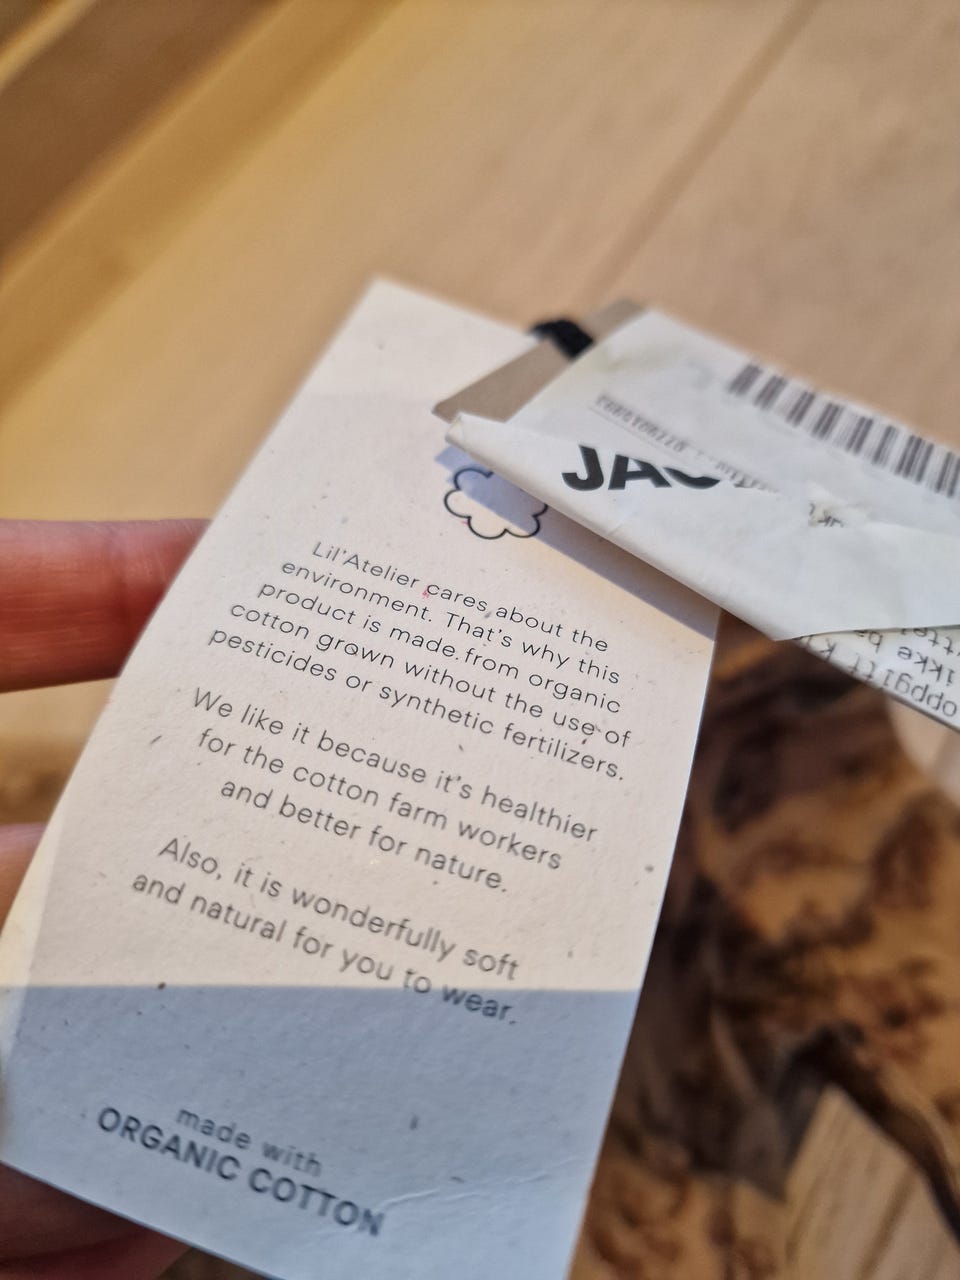 Lil'Atelier cares about the
environment. That's why this
product is made from organic
cotton grown without the use of
pesticides or synthetic fertilizers.
We like it because it's healthier
for the cotton farm workers
and better for nature.
Also, it is wonderfully soft
and natural for you to wear.
made with
ORGANIC COTTON
ikke